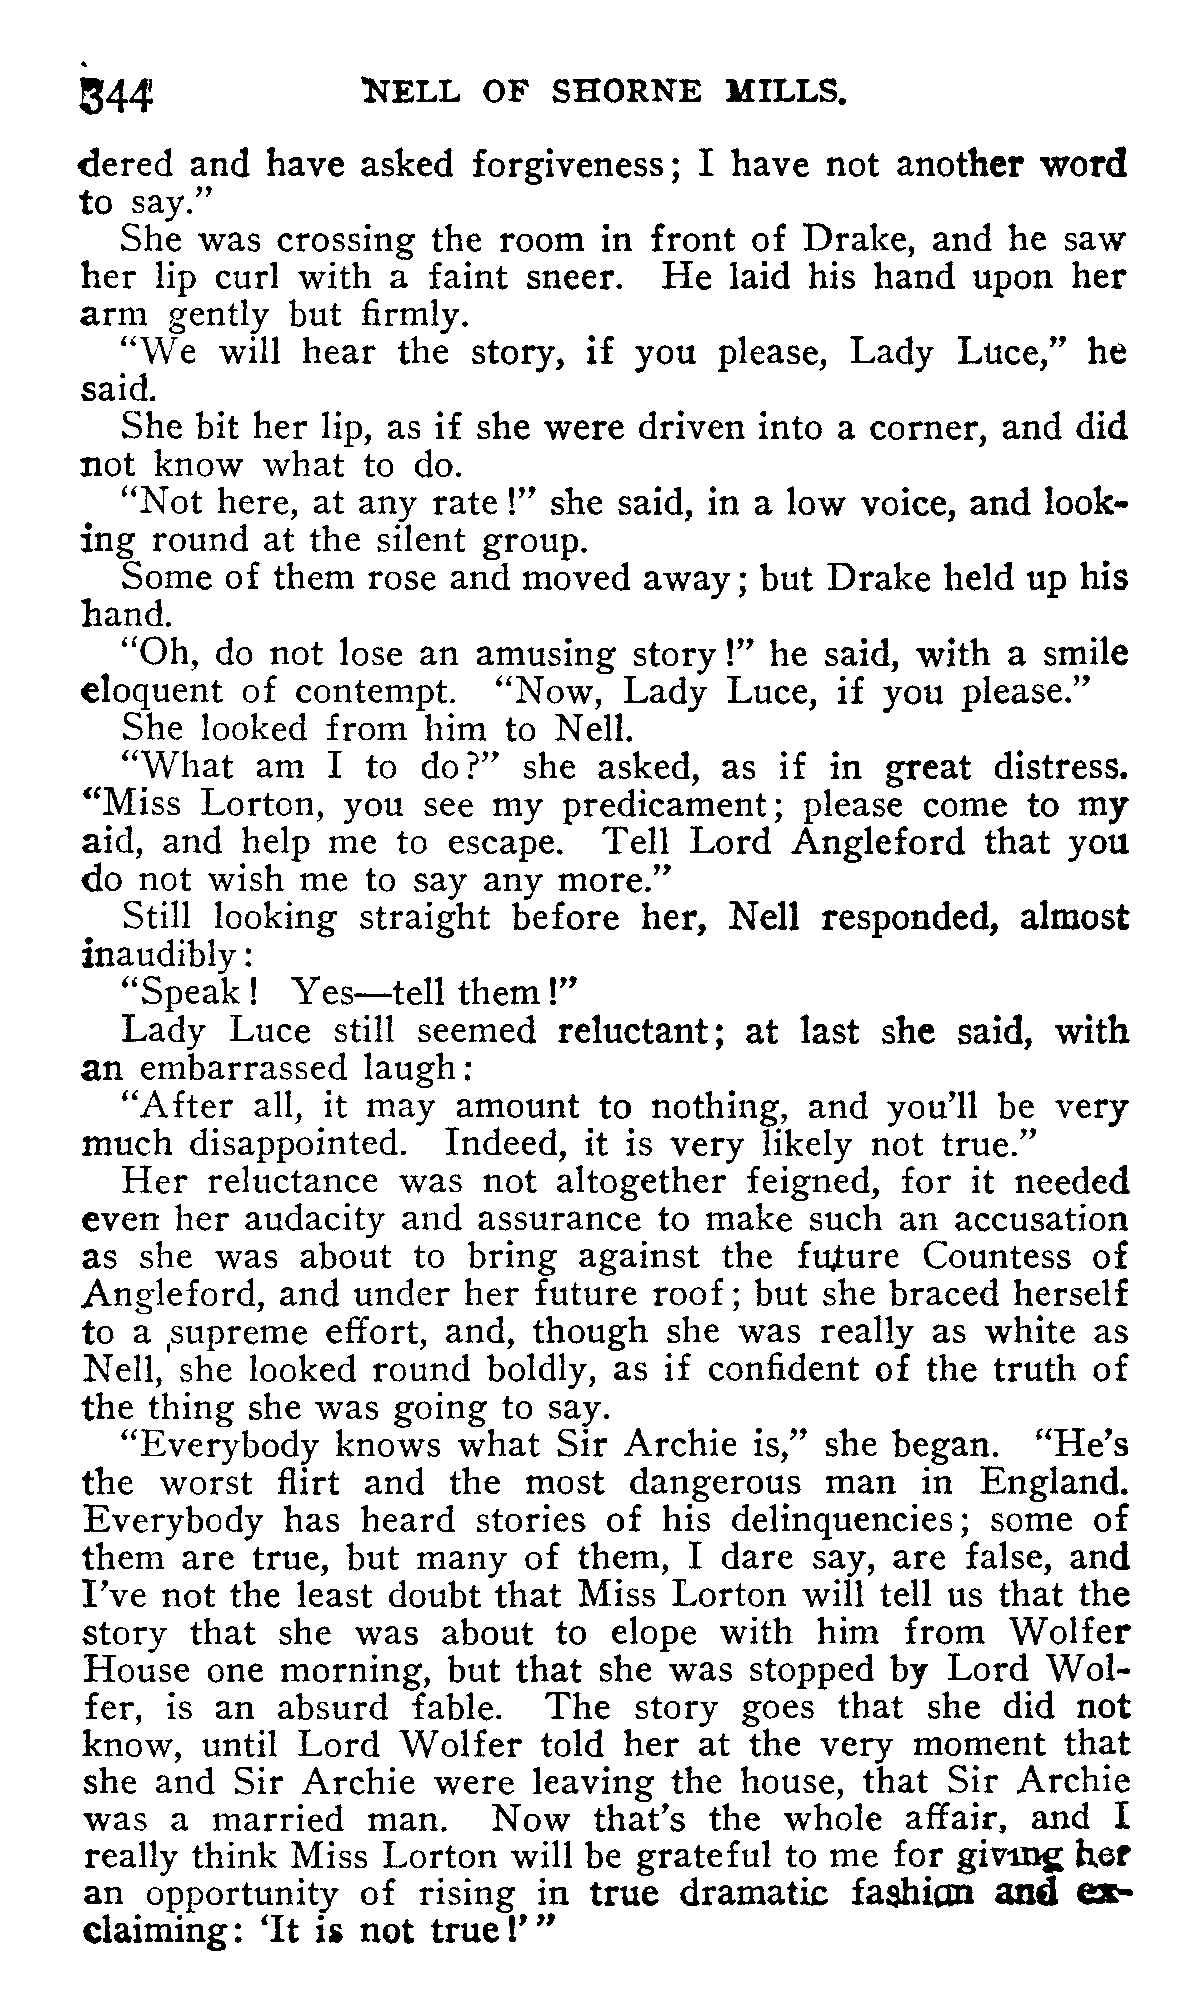 344 NELL OF SHORNE MILLS.
dered and have asked forgiveness; I have not another word
to say."
She was crossing the room in front of Drake, and he saw
her lip curl with a faint sneer. He laid his hand upon her
arm gently but firmly.
"We will hear the story, if you please, Lady Luce," he
said.
She bit her lip, as if she were driven into a corner, and did
not know what to do.
"Not here, at any rate!" she said, in a low voice, and look-
ing round at the silent group.
Some of them rose and moved away; but Drake held up his
hand.
"Oh, do not lose an amusing story!" he said, with a smile
eloquent of contempt. "Now, Lady Luce, if you please."
She looked from him to Nell.
"What am I to do?" she asked, as if in great distress.
"Miss Lorton, you see my predicament; please come to my
aid, and help me to escape. Tell Lord Angleford that you
do not wish me to say any more."
Still looking straight before her, Nell responded, almost
inaudibly:
"Speak! Yes—tell them!"
Lady Luce still seemed reluctant; at last she said, with
an embarrassed laugh:
"After all, it may amount to nothing, and you'll be very
much disappointed. Indeed, it is very likely not true."
Her reluctance was not altogether feigned, for it needed
even her audacity and assurance to make such an accusation
as she was about to bring against the future Countess of
Angleford, and under her future roof; but she braced herself
to a supreme effort, and, though she was really as white as
Nell, she looked round boldly, as if confident of the truth of
the thing she was going to say.
"Everybody knows what Sir Archie is," she began. "He's
the worst flirt and the most dangerous man in England.
Everybody has heard stories of his delinquencies; some of
them are true, but many of them, I dare say, are false, and
I've not the least doubt that Miss Lorton will tell us that the
story that she was about to elope with him from Wolfer
House one morning, but that she was stopped by Lord Wol-
fer, is an absurd fable. The story goes that she did not
know, until Lord Wolfer told her at the very moment that
she and Sir Archie were leaving the house, that Sir Archie
was a married man. Now that's the whole affair, and I
really think Miss Lorton will be grateful to me for giving her
an opportunity of rising in true dramatic fashion and ex-
claiming: 'It is not true!'"